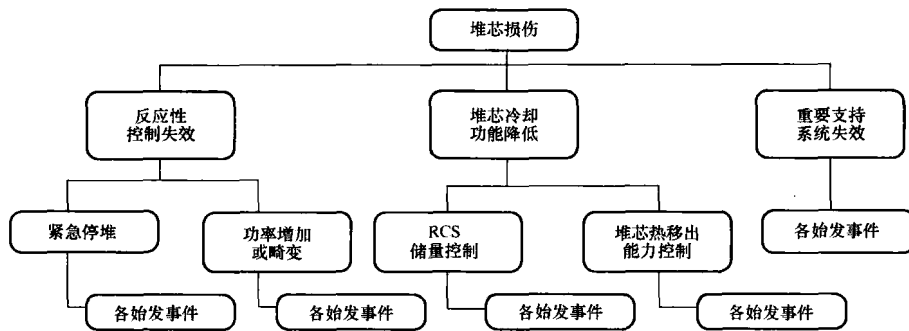 堆芯损伤
反应性
控制失效
堆芯冷却
功能降低
重要支持
系统失效
紧急停堆
功率增加
或畸变
RCS
储量控制
堆芯热移出
能力控制
各始发事件
各始发事件
各始发事件
各始发事件
各始发事件